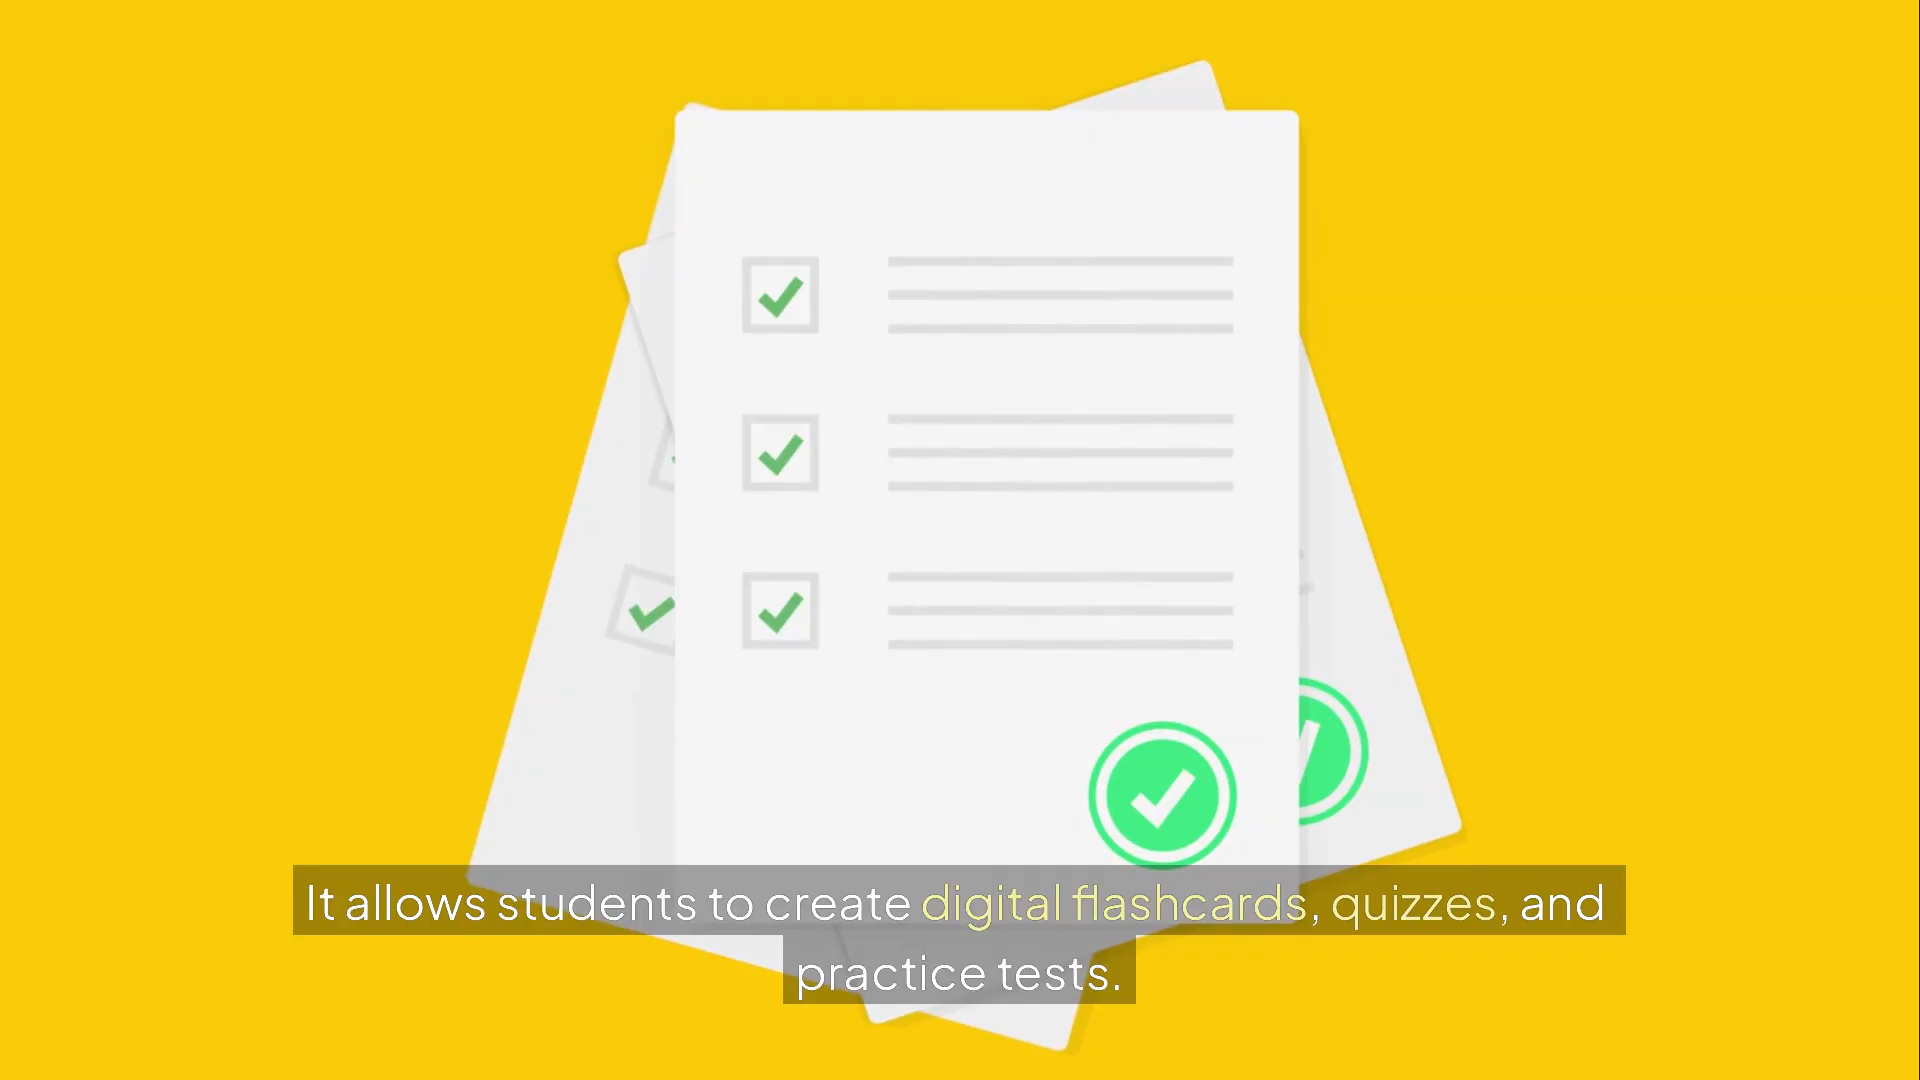 It allows students to create digital flashcards, quizzes, and
practice tests.